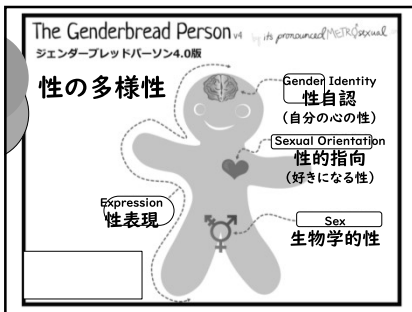 The Genderbread Person v4 by its pronounced METROsexual
ジェンダーブレッドパーソン4.0版
性の多様性
Gender Identity
性自認
(自分の心の性)
Sexual Orientation
性的指向
(好きになる性)
Expression
性表現
Sex
生物学的性